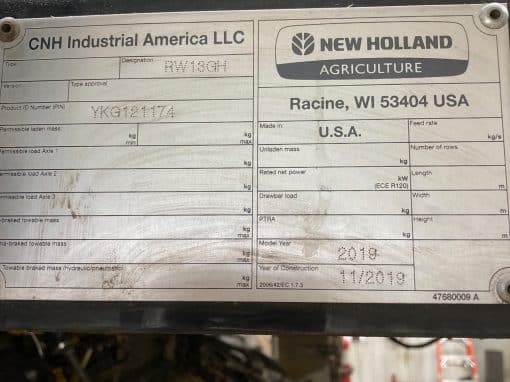 CNH Industrial America LLC
Type
Designation
RW13GH
Version
Type approval
Product ID Number (PIN)
YKG121174
Permissible laden mass
kg
min
kg
max
Permissible load Axle 1
kg
Permissible load Axle 2
kg
Permissible load Axle 3
kg
-braked towable mass
kg
max
ina-braked towable mass
kg
max
Towable braked mass (hydraulic/pneumatic)
kg
max
NEW HOLLAND
AGRICULTURE
Racine, WI 53404 USA
Made in:
U.S.A.
Feed rate
kg/s
Unladen mass
kg
Number of rows
Rated net power
kW
(ECE R120)
Length
m
Drawbar load
kg
Width
m
PTRA
kg
Height
m
Model Year
2019
Year of Construction
11/2019
2006/42/EC 1.7.3
47680009 A